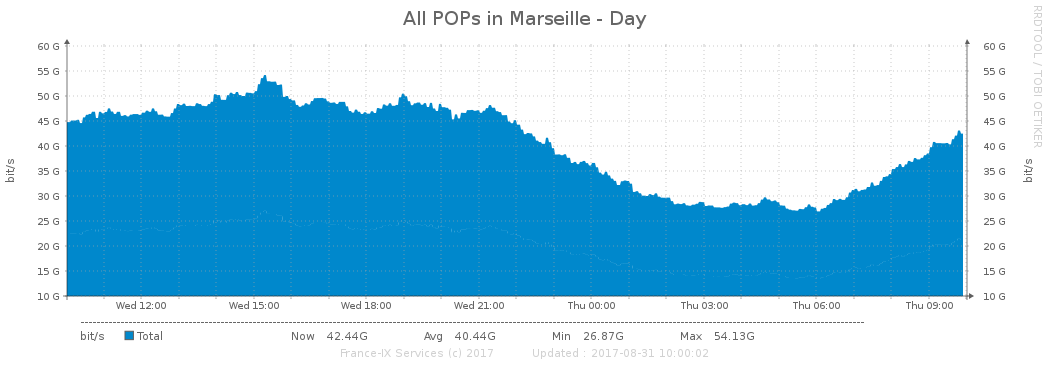 All POPs in Marseille - Day
RRDTOOL / TOBI OETIKER
bit/s
60 G 60 G
55 G 55 G
50 G 50 G
45 G 45 G
40 G 40 G
35 G 35 G
30 G 30 G
25 G 25 G
20 G 20 G
15 G 15 G
10 G 10 G
bit/s
Wed 12:00 Wed 15:00 Wed 18:00 Wed 21:00 Thu 00:00 Thu 03:00 Thu 06:00 Thu 09:00
bit/s Total Now 42.44G Avg 40.44G Min 26.87G Max 54.13G
France-IX Services (c) 2017 Updated : 2017-08-31 10:00:02